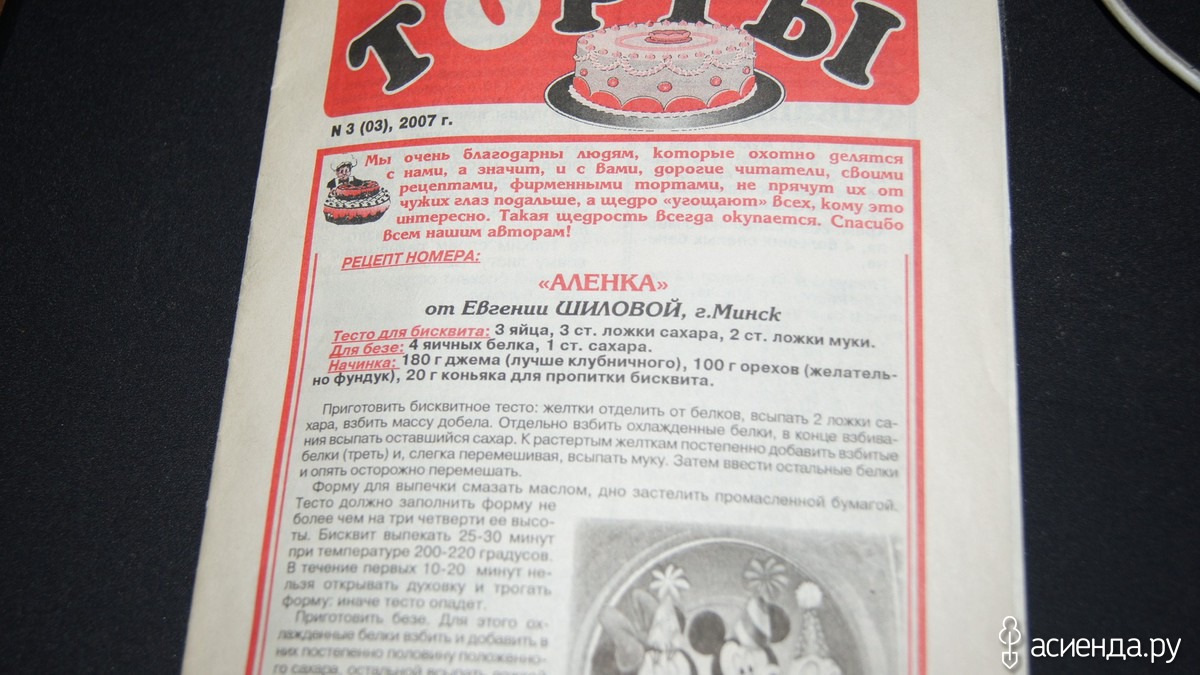 ТОРТЫ
N 3 (03), 2007 г.
Мы очень благодарны людям, которые охотно делятся
с нами, а значит, и с Вами, дорогие читатели, своими
рецептами, фирменными тортами, не прячут их от
чужих глаз подальше, а щедро «угощают» Всех, кому это
интересно. Такая щедрость Всегда окупается. Спасибо
Всем нашим авторам!
РЕЦЕПТ НОМЕРА:
«АЛЕНКА»
от Евгении ШИЛОВОЙ, г.Минск
Тесто для бисквита: 3 яйца, 3 ст. ложки сахара, 2 ст. ложки муки.
Для безе: 4 яичных белка, 1 ст. сахара.
Начинка: 180 г джема (лучше клубничного), 100 г орехов (желатель-
но фундук), 20 г коньяка для пропитки бисквита.
Приготовить бисквитное тесто: желтки отделить от белков, всыпать 2 ложки са-
хара, взбить массу добела. Отдельно взбить охлажденные белки, в конце взбива-
ния всыпать оставшийся сахар. К растертым желткам постепенно добавить взбитые
белки (треть) и, слегка перемешивая, всыпать муку. Затем ввести остальные белки
и опять осторожно перемешать.
Форму для выпечки смазать маслом, дно застелить промасленной бумагой.
Тесто должно заполнить форму не
более чем на три четверти ее высо-
ты. Бисквит выпекать 25-30 минут
при температуре 200-220 градусов.
В течение первых 10-20 минут не-
льзя открывать духовку и трогать
форму: иначе тесто опадет.
Приготовить безе. Для этого ох-
лажденные белки взбить и добавить в
них постепенно половину положенно-
го сахара, остальной всыпать
асиенда.ру